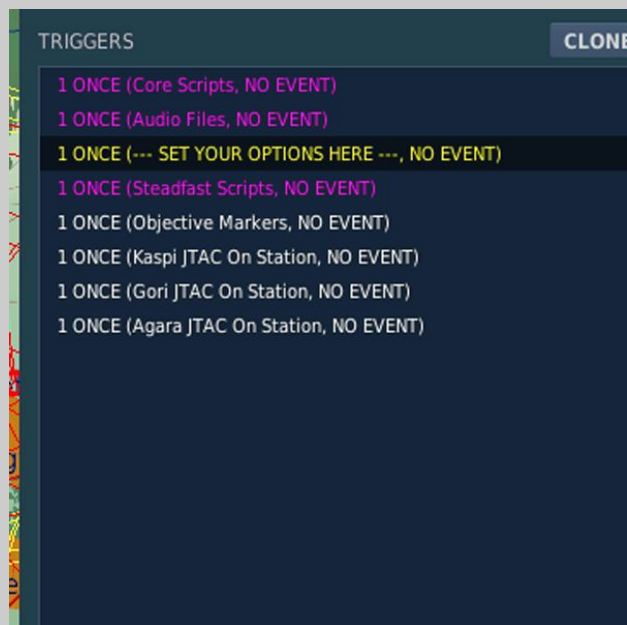 TRIGGERS
CLONE
1 ONCE (Core Scripts, NO EVENT)
1 ONCE (Audio Files, NO EVENT)
1 ONCE (--- SET YOUR OPTIONS HERE ---, NO EVENT)
1 ONCE (Steadfast Scripts, NO EVENT)
1 ONCE (Objective Markers, NO EVENT)
1 ONCE (Kaspi JTAC On Station, NO EVENT)
1 ONCE (Gori JTAC On Station, NO EVENT)
1 ONCE (Agara JTAC On Station, NO EVENT)